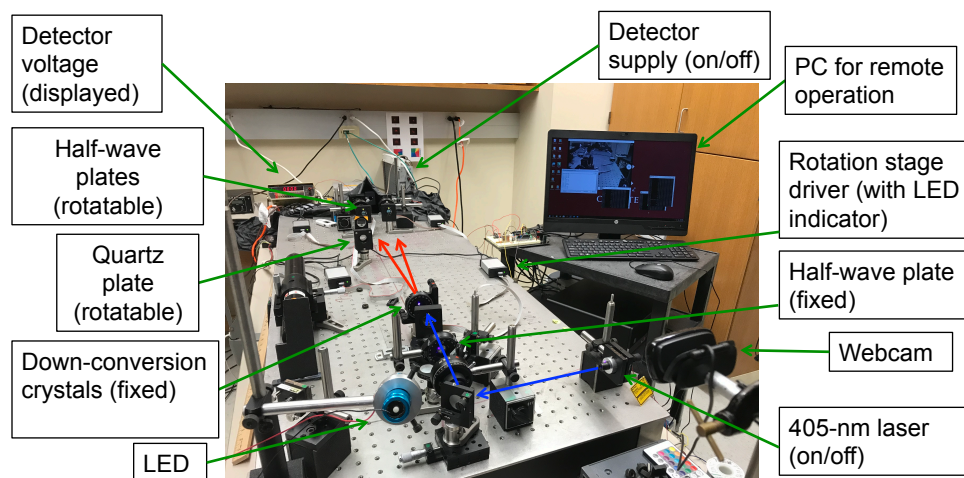 Detector
voltage
(displayed)
Detector
supply (on/off)
PC for remote
operation
Half-wave
plates
(rotatable)
Rotation stage
driver (with LED
indicator)
Quartz
plate
(rotatable)
Half-wave plate
(fixed)
Down-conversion
crystals (fixed)
Webcam
LED
405-nm laser
(on/off)